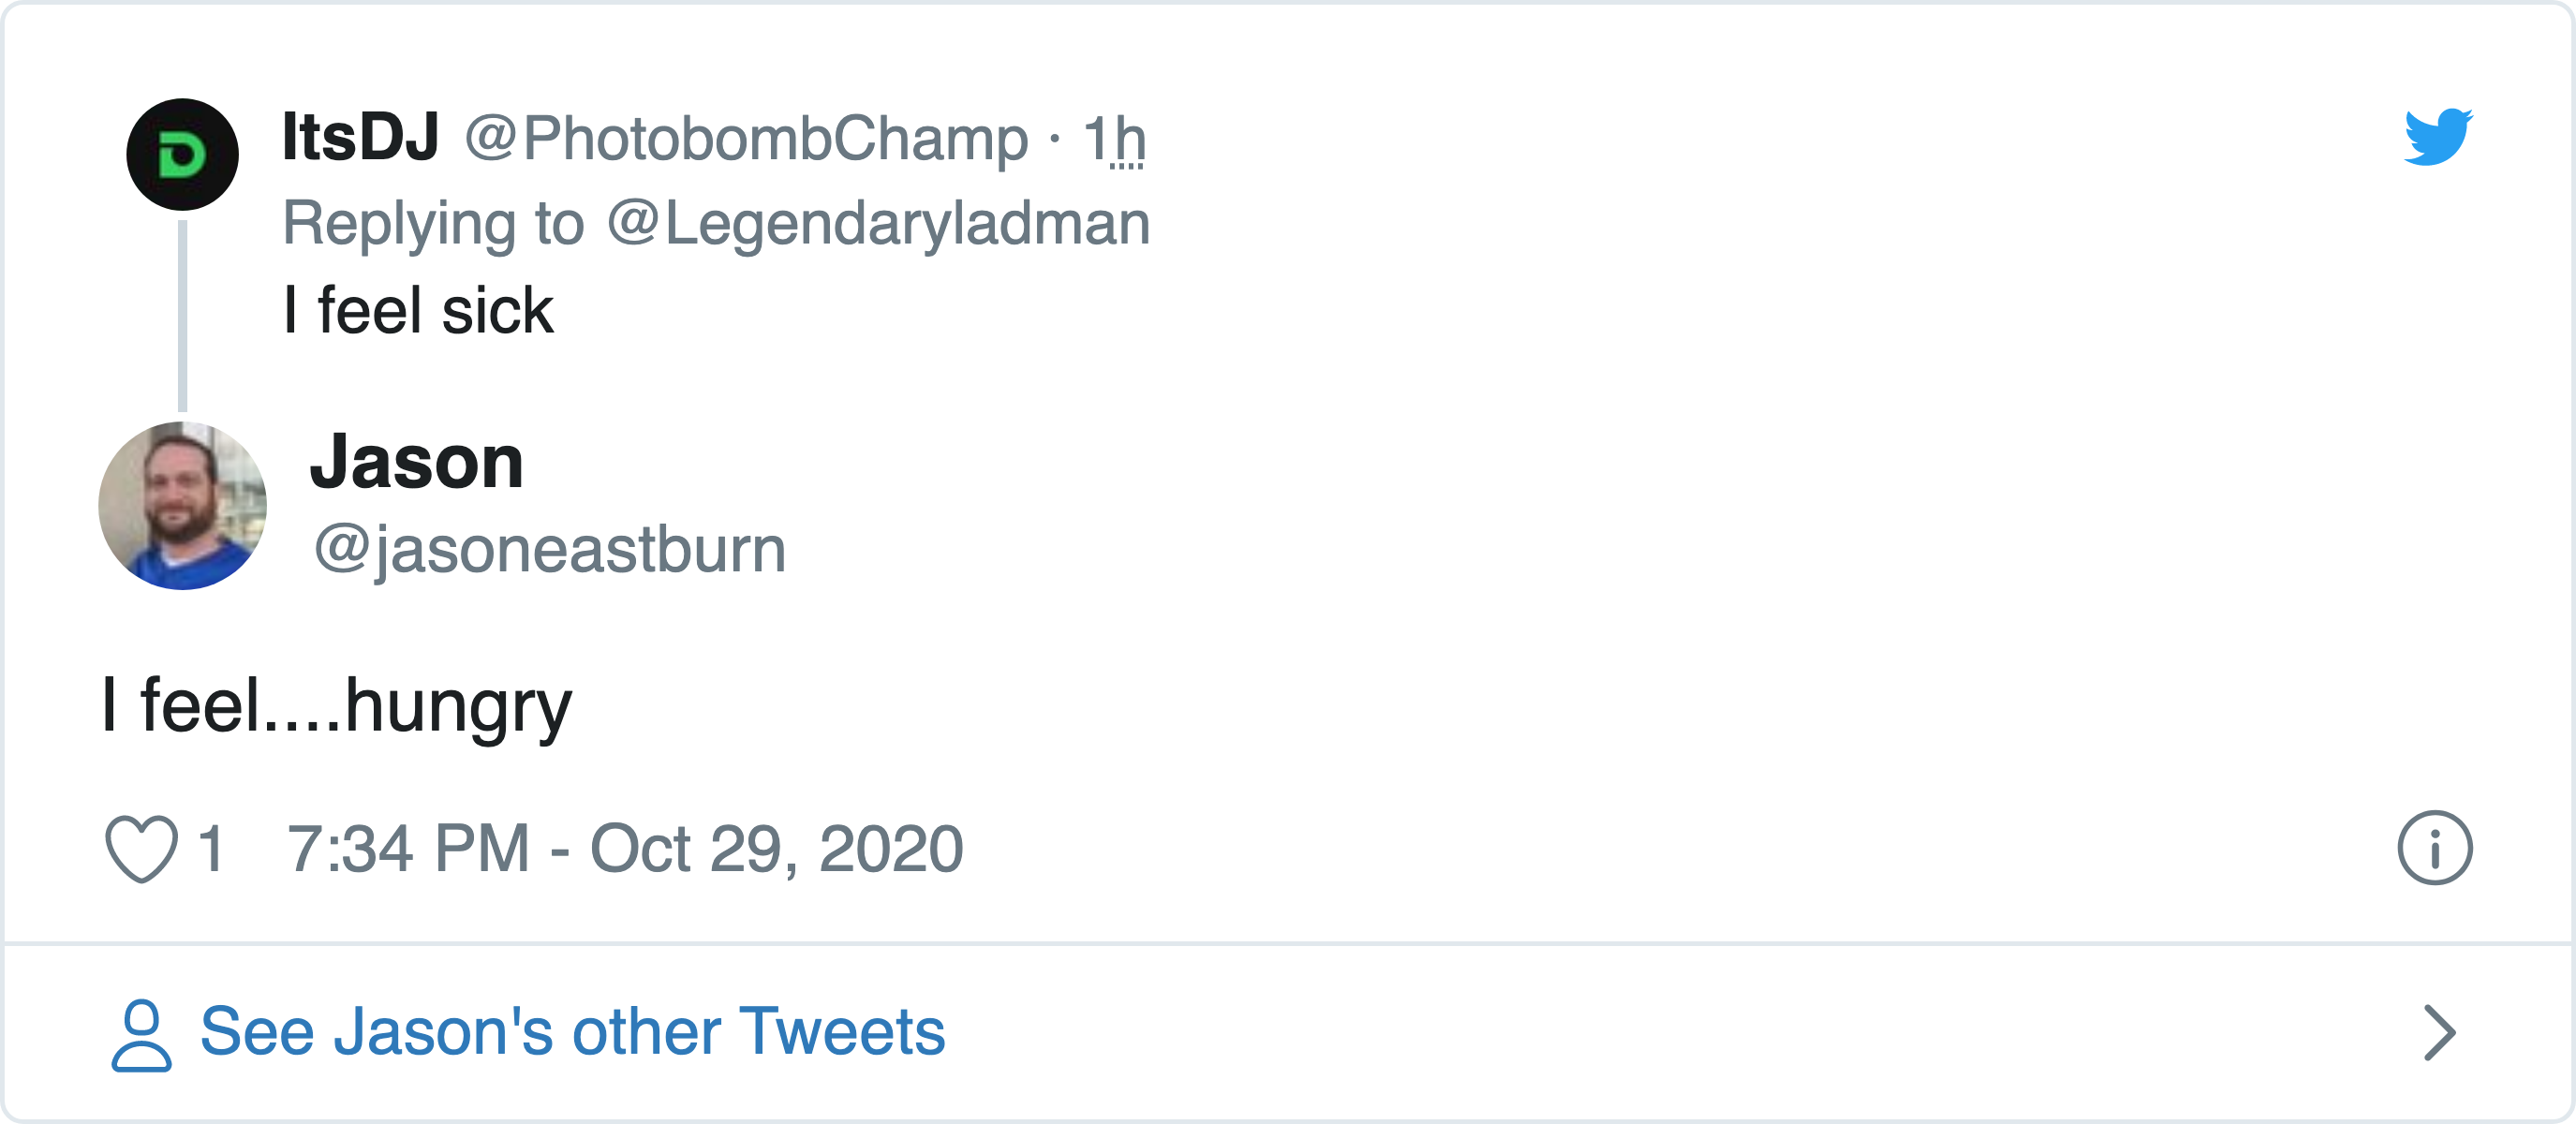 ItsDJ @PhotobombChamp · 1h
Replying to @Legendaryladman
I feel sick
Jason
@jasoneastburn
I feel....hungry
1 7:34 PM - Oct 29, 2020
See Jason's other Tweets